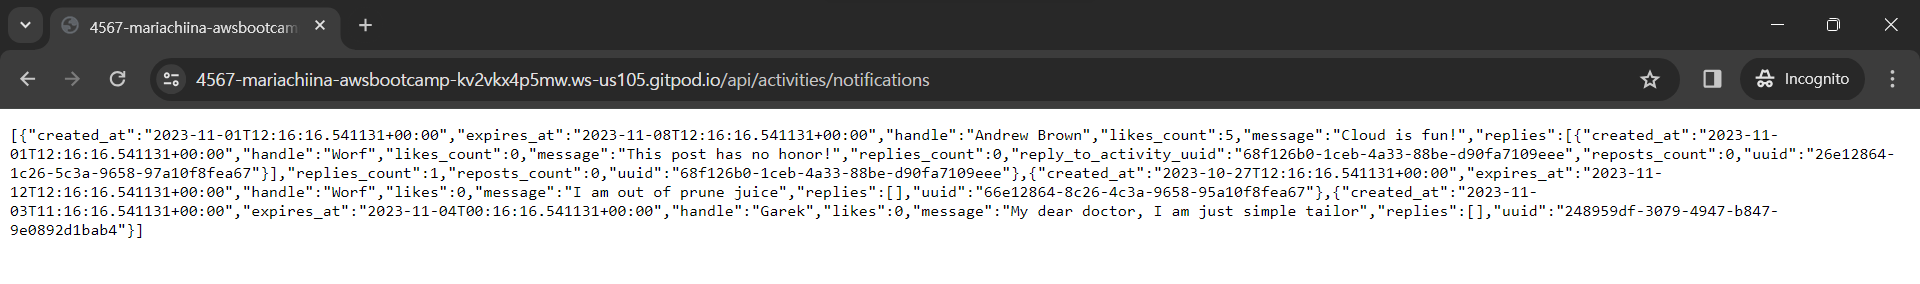 4567-mariachiina-awsbootcam
4567-mariachiina-awsbootcamp-kv2vkx4p5mw.ws-us105.gitpod.io/api/activities/notifications
Incognito
[{"created_at":"2023-11-01T12:16:16.541131+00:00","expires_at":"2023-11-08T12:16:16.541131+00:00","handle":"Andrew Brown","likes_count":5,"message":"Cloud is fun!","replies":[{"created_at":"2023-11-
01T12:16:16.541131+00:00","handle":"Worf","likes_count":0,"message":"This post has no honor!","replies_count":0,"reply_to_activity_uuid":"68f126b0-1ceb-4a33-88be-d90fa7109eee","reposts_count":0,"uuid":"26e12864-
1c26-5c3a-9658-97a10f8fea67"}],"replies_count":1,"reposts_count":0,"uuid":"68f126b0-1ceb-4a33-88be-d90fa7109eee"},{"created_at":"2023-10-27T12:16:16.541131+00:00","expires_at":"2023-11-
12T12:16:16.541131+00:00","handle":"Worf","likes":0,"message":"I am out of prune juice","replies":[],"uuid":"66e12864-8c26-4c3a-9658-95a10f8fea67"},{"created_at":"2023-11-
03T11:16:16.541131+00:00","expires_at":"2023-11-04T00:16:16.541131+00:00","handle":"Garek","likes":0,"message":"My dear doctor, I am just simple tailor","replies":[],"uuid":"248959df-3079-4947-b847-
9e0892d1bab4"}]